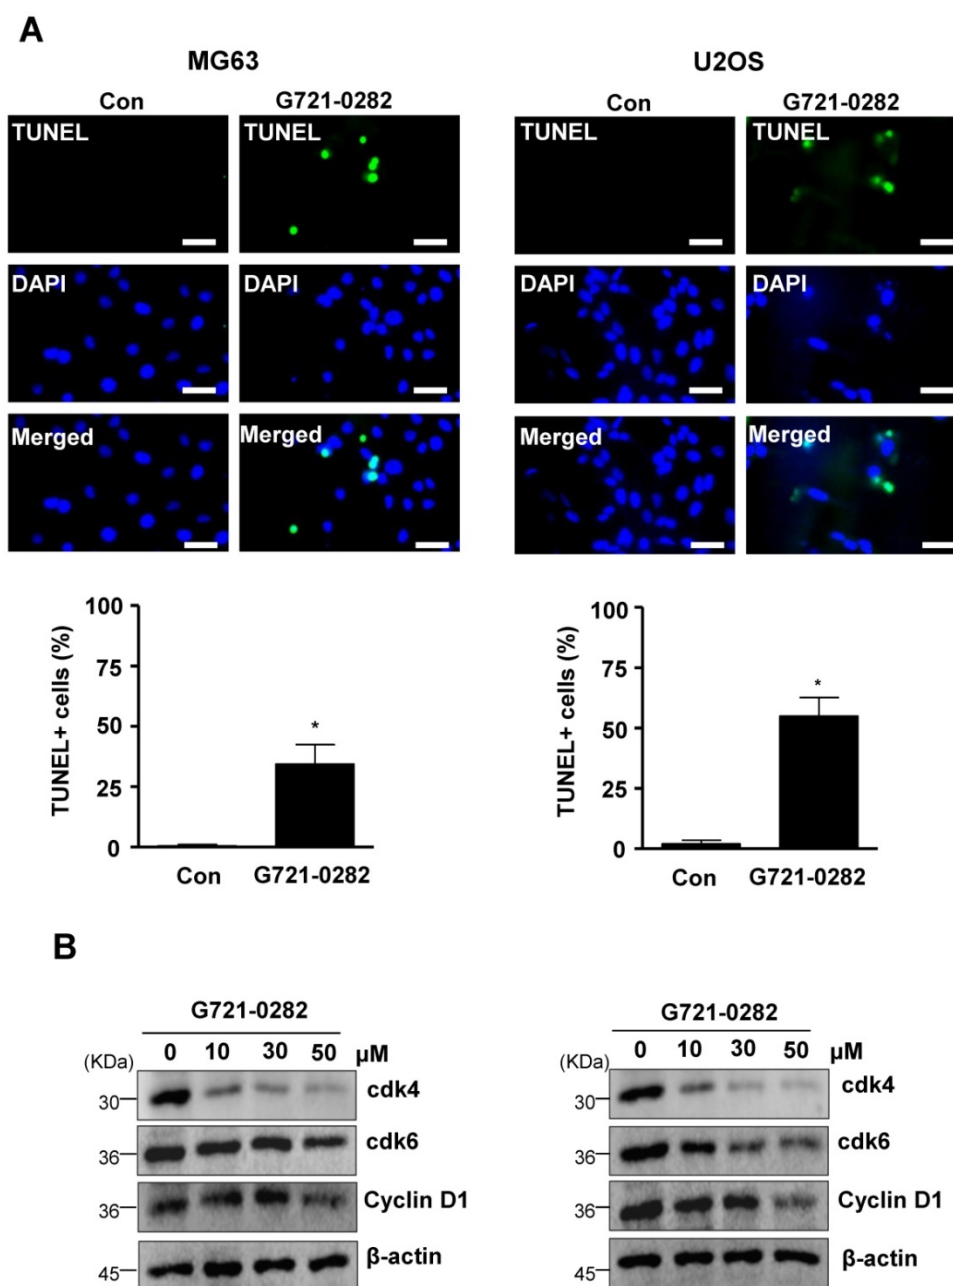 A
MG63
U2OS
Con G721-0282
Con G721-0282
TUNEL TUNEL
TUNEL TUNEL
DAPI DAPI
DAPI DAPI
Merged Merged
Merged Merged
100
75
50
25
0
TUNEL+ cells (%)
*
Con G721-0282
100
75
50
25
0
TUNEL+ cells (%)
*
Con G721-0282
B
G721-0282
(KDa) 0 10 30 50 µM
30 cdk4
36 cdk6
36 Cyclin D1
45 β-actin
G721-0282
(KDa) 0 10 30 50 µM
30 cdk4
36 cdk6
36 Cyclin D1
45 β-actin